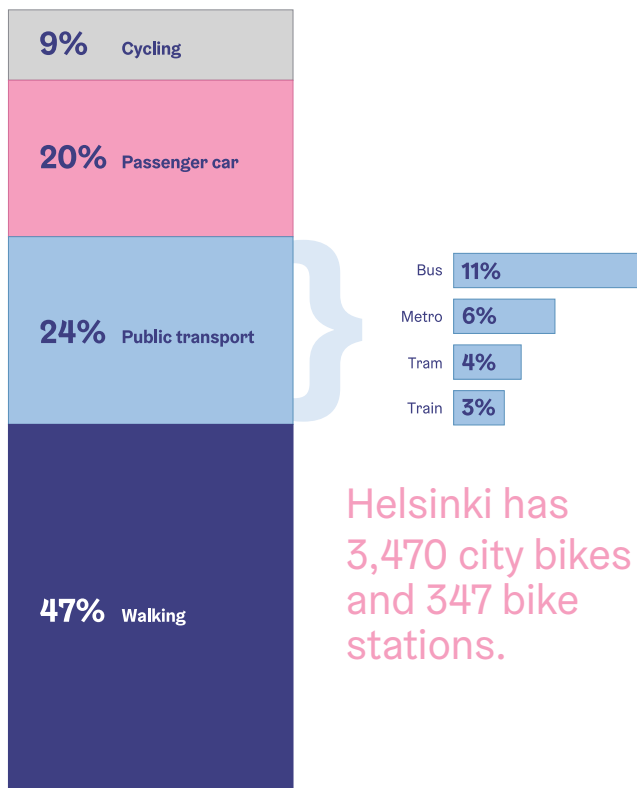 9% Cycling
20% Passenger car
24% Public transport
47% Walking
Bus 11%
Metro 6%
Tram 4%
Train 3%
Helsinki has
3,470 city bikes
and 347 bike
stations.